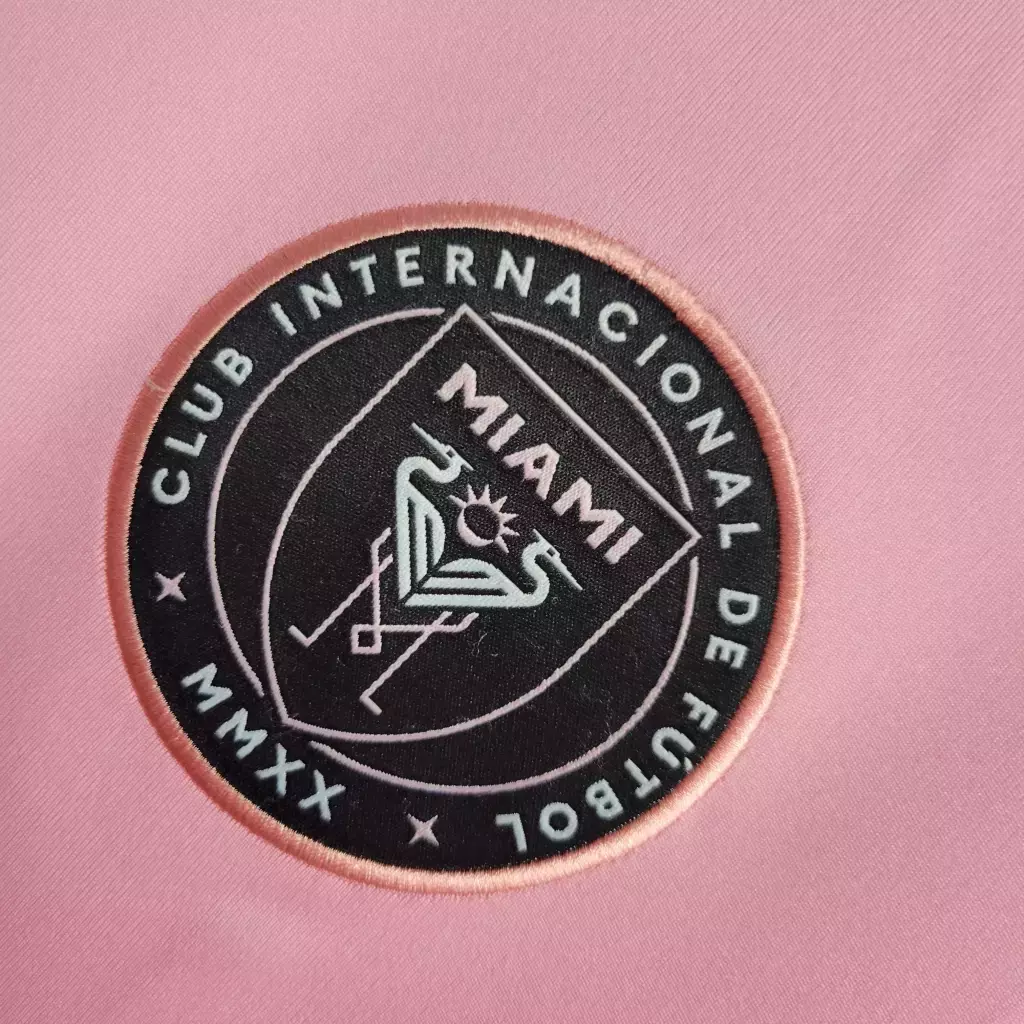 CLUB INTERNACIONAL DE FÚTBOL
MIAMI
MMXX